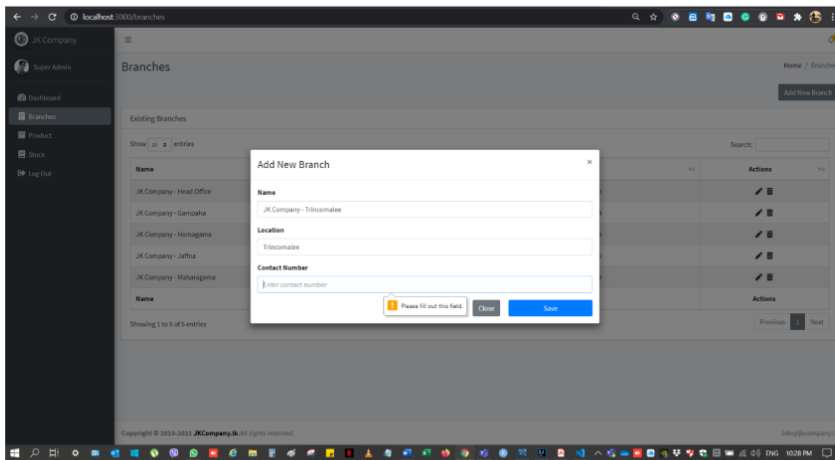 localhost:3000/branches
JK Company
Super Admin
Dashboard
Branches
Product
Stock
Log Out
Branches
Home / Branche
Add New Branch
Existing Branches
Show 10 entries
Search:
Name
Actions
JK Company - Head Office
JK Company - Gampaha
JK Company - Homagama
JK Company - Jaffna
JK Company - Maharagama
Name
Actions
Showing 1 to 5 of 5 entries
Previous 1 Next
Add New Branch
×
Name
JK Company - Trincomalee
Location
Trincomalee
Contact Number
Enter contact number
Please fill out this field.
Close
Save
Copyright © 2019-2021 JKCompany.lk. All rights reserved.
ENG 10:28 PM